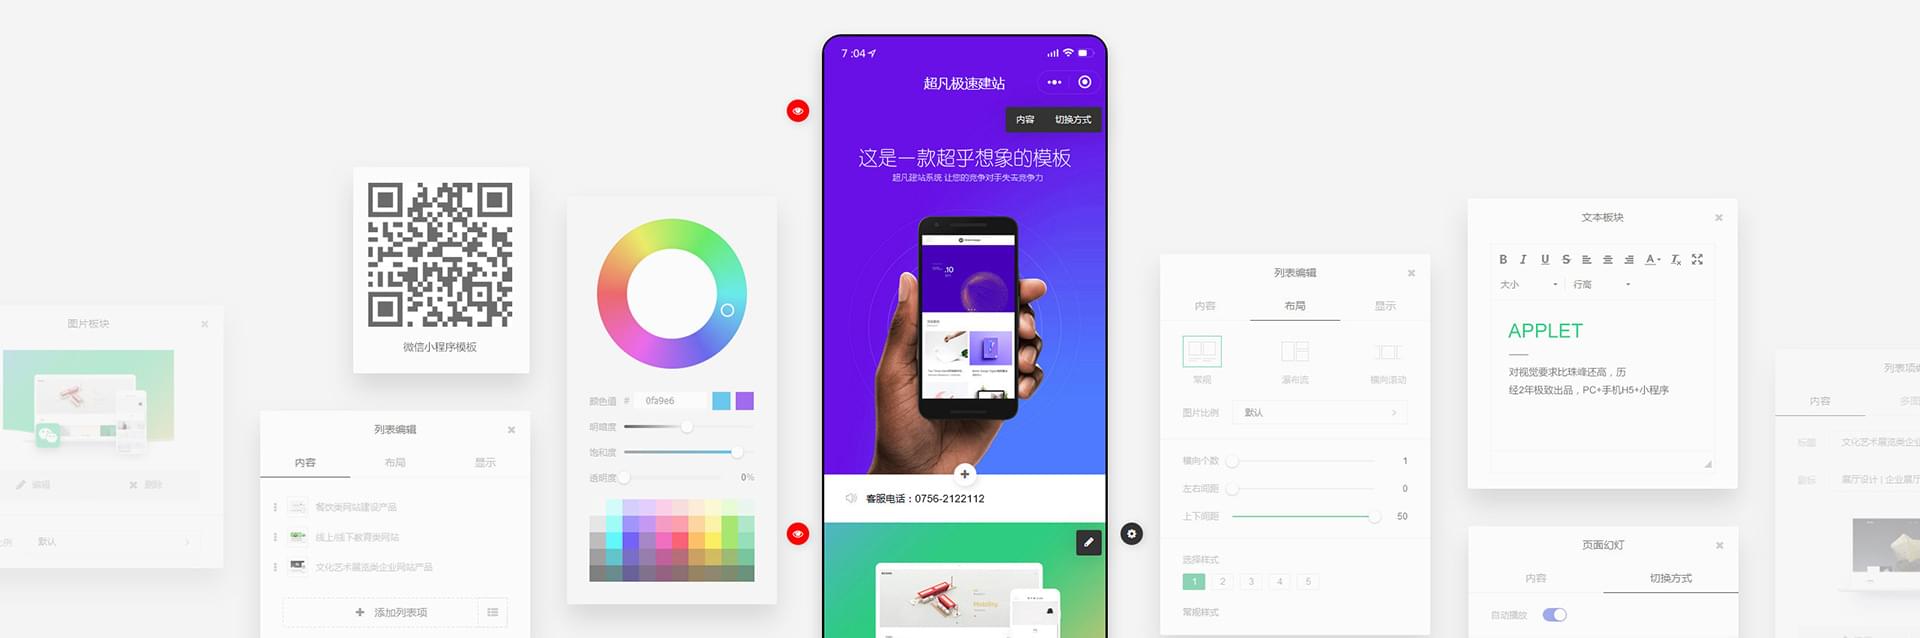 图片板块
编辑
删除
默认
微信小程序模板
列表编辑
内容
布局
显示
餐饮类网站建设产品
线上/线下教育类网站
文化艺术展览类企业网站产品
添加列表项
颜色值
#
0fa9e6
明暗度
饱和度
透明度
0%
7:04
超凡极速建站
内容
切换方式
这是一款超乎想象的模板
超凡建站系统 让您的竞争对手失去竞争力
.10
客服电话：0756-2122112
列表编辑
内容
布局
显示
常规
瀑布流
横向滚动
图片比例
默认
横向个数
1
左右间距
0
上下间距
50
选择样式
1
2
3
4
5
常规样式
文本板块
B I U S
A
大小
行高
APPLET
对视觉要求比珠峰还高，历
经2年极致出品，PC+手机H5+小程序
页面幻灯
内容
切换方式
自动播放
内容
标题
文化艺术展览类企业
副标
展厅设计 | 企业展厅